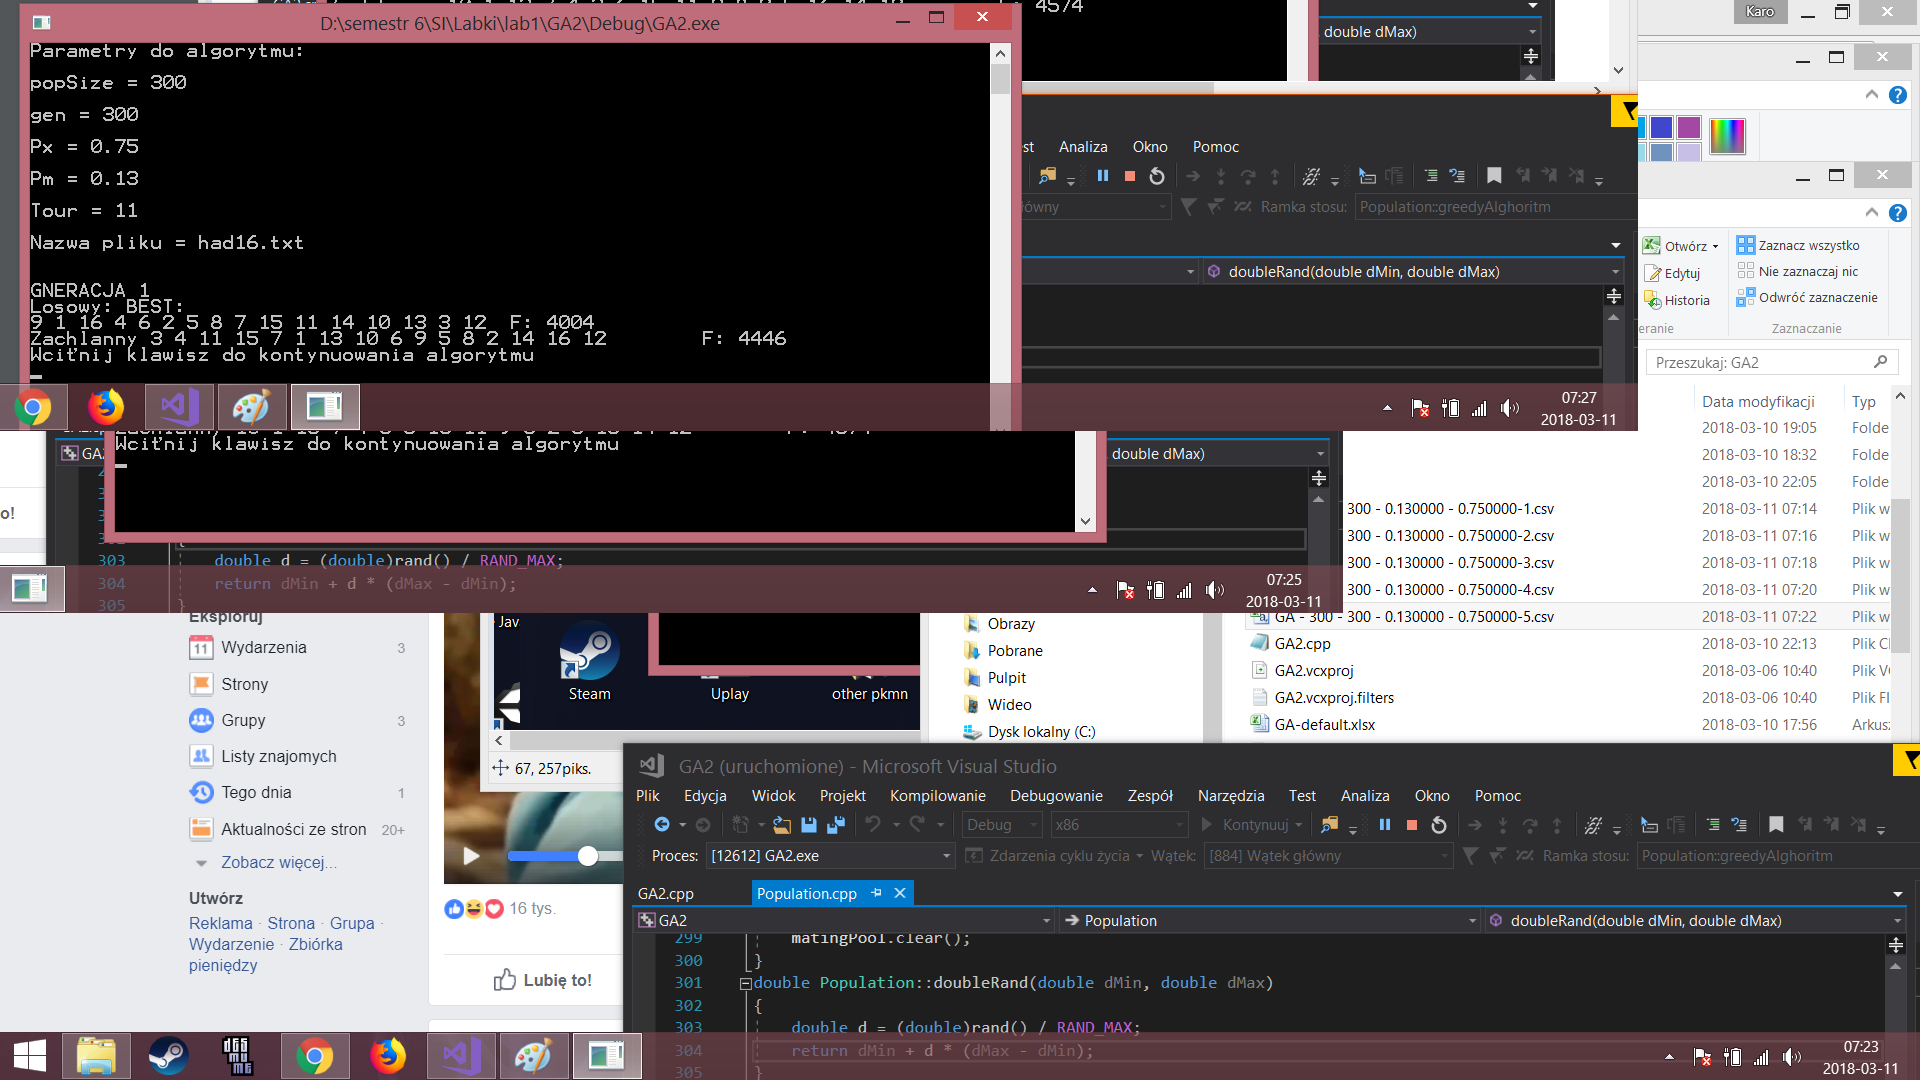 D:\semestr 6\SI\Labki\lab1\GA2\Debug\GA2.exe
Parametry do algorytmu:
popSize = 300
gen = 300
Px = 0.75
Pm = 0.13
Tour = 11
Nazwa pliku = had16.txt
GNERACJA 1
Losowy: BEST:
9 1 16 4 6 2 5 8 7 15 11 14 10 13 3 12 F: 4004
Zachlanny 3 4 11 15 7 1 13 10 6 9 5 8 2 14 16 12 F: 4446
Wciťnij klawisz do kontynuowania algorytmu
4574
double dMax)
Karo
Analiza Okno Pomoc
Ramka stosu: Population::greedyAlghoritm
doubleRand(double dMin, double dMax)
Otwórz
Edytuj
Historia
Zaznacz wszystko
Nie zaznaczaj nic
Odwróć zaznaczenie
Zaznaczanie
Przeszukaj: GA2
07:27
2018-03-11
Data modyfikacji Typ
2018-03-10 19:05 Folde
2018-03-10 18:32 Folde
2018-03-10 22:05 Folde
300 - 0.130000 - 0.750000-1.csv 2018-03-11 07:14 Plik w
300 - 0.130000 - 0.750000-2.csv 2018-03-11 07:16 Plik w
300 - 0.130000 - 0.750000-3.csv 2018-03-11 07:18 Plik w
300 - 0.130000 - 0.750000-4.csv 2018-03-11 07:20 Plik w
GA - 300 - 300 - 0.130000 - 0.750000-5.csv 2018-03-11 07:22 Plik w
GA2.cpp 2018-03-10 22:13 Plik C
GA2.vcxproj 2018-03-06 10:40 Plik V
GA2.vcxproj.filters 2018-03-06 10:40 Plik FI
GA-default.xlsx 2018-03-10 17:56 Arkus
Wciťnij klawisz do kontynuowania algorytmu
double dMax)
o!
303 double d = (double)rand() / RAND_MAX;
304 return dMin + d * (dMax - dMin);
305 }
07:25
2018-03-11
Eksploruj
Wydarzenia 3
Strony
Grupy 3
Listy znajomych
Tego dnia 1
Aktualności ze stron 20+
Zobacz więcej...
Utwórz
Reklama · Strona · Grupa ·
Wydarzenie · Zbiórka
pieniędzy
Java
Steam
Uplay
other pkmn
67, 257piks.
16 tys.
Lubię to!
Obrazy
Pobrane
Pulpit
Wideo
Dysk lokalny (C:)
GA2 (uruchomione) - Microsoft Visual Studio
Plik Edycja Widok Projekt Kompilowanie Debugowanie Zespół Narzędzia Test Analiza Okno Pomoc
Debug x86 Kontynuuj
Proces: [12612] GA2.exe Zdarzenia cyklu życia Wątek: [884] Wątek główny Ramka stosu: Population::greedyAlghoritm
GA2.cpp Population.cpp
GA2 Population doubleRand(double dMin, double dMax)
299 matingPool.clear();
300 }
301 double Population::doubleRand(double dMin, double dMax)
302 {
303 double d = (double)rand() / RAND_MAX;
304 return dMin + d * (dMax - dMin);
305 }
07:23
2018-03-11